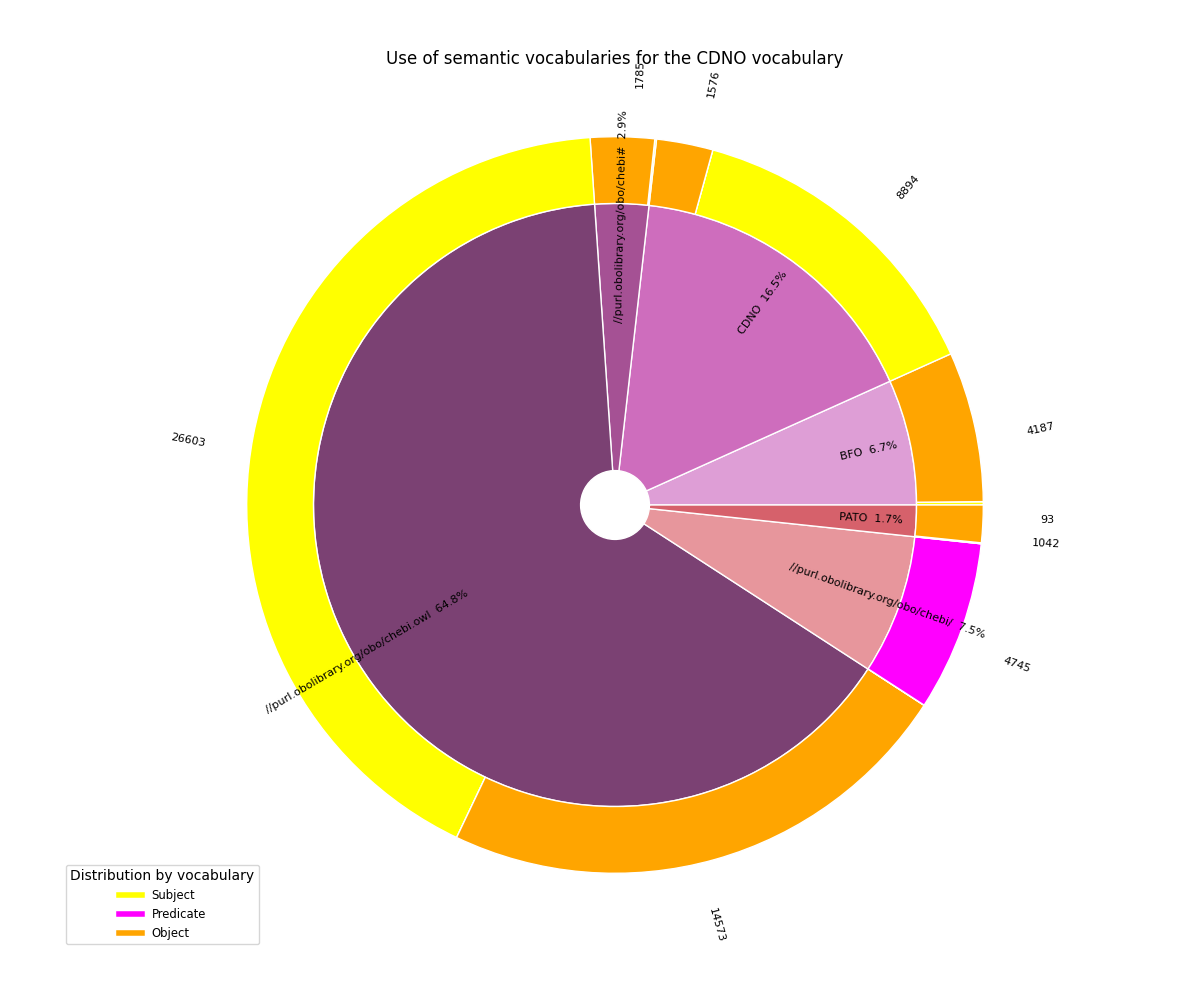 Use of semantic vocabularies for the CDNO vocabulary
1785
1576
//purl.obolibrary.org/obo/chebi# 2.9%
8894
CDNO 16.5%
4187
26603
BFO 6.7%
PATO 1.7%
93
1042
//purl.obolibrary.org/obo/chebi/ 7.5%
//purl.obolibrary.org/obo/chebi.owl 64.8%
4745
14573
Distribution by vocabulary
Subject
Predicate
Object